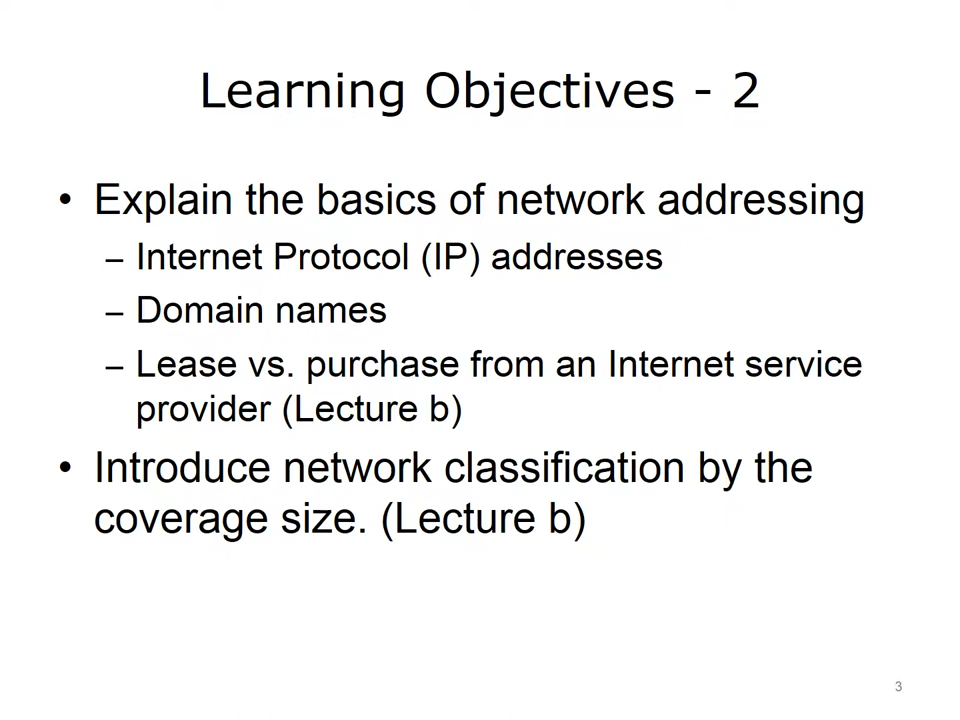 Learning Objectives - 2
• Explain the basics of network addressing
– Internet Protocol (IP) addresses
– Domain names
– Lease vs. purchase from an Internet service
provider (Lecture b)
• Introduce network classification by the
coverage size. (Lecture b)
3